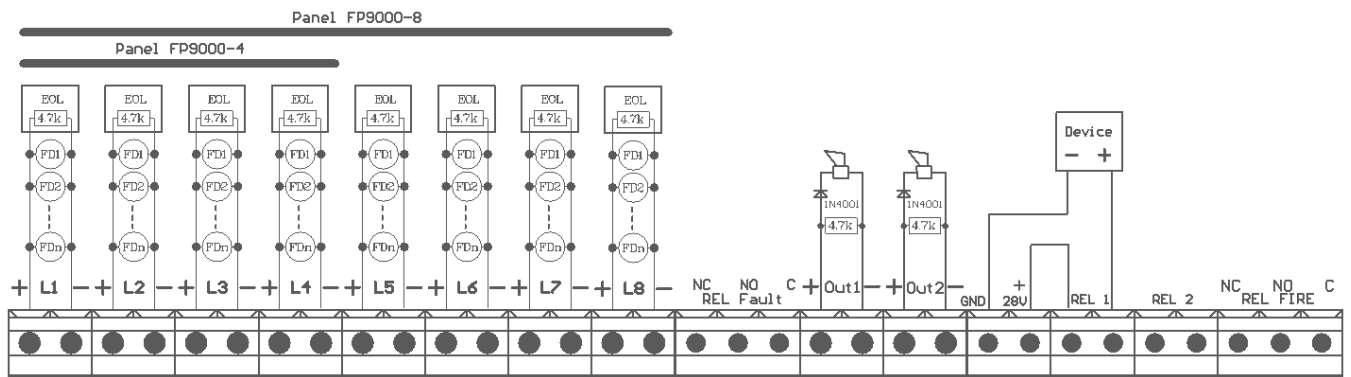 Panel FP9000-8
Panel FP9000-4
EOL EOL EOL EOL EOL EOL EOL EOL
4.7k 4.7k 4.7k 4.7k 4.7k 4.7k 4.7k 4.7k
Device
- +
FD1 FD1 FD1 FD1 FD1 FD1 FD1 FD1
FD2 FD2 FD2 FD2 FD2 FD2 FD2 FD2
1N4001 1N4001
4.7k 4.7k
FDn FDn FDn FDn FDn FDn FDn FDn
+ L1 - + L2 - + L3 - + L4 - + L5 - + L6 - + L7 - + L8 - NC NO C + Out1 - + Out2 - + NC NO C
REL Fault GND 28V REL 1 REL 2 REL FIRE